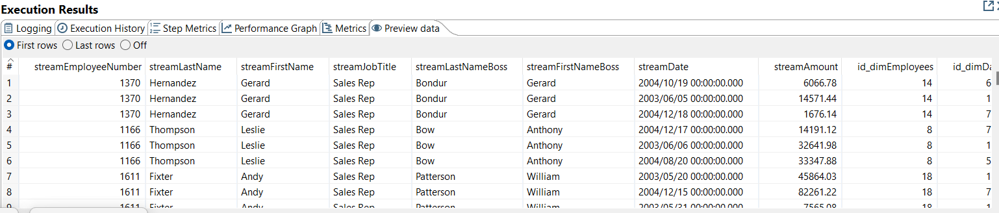 Execution Results
Logging Execution History Step Metrics Performance Graph Metrics Preview data
First rows Last rows Off
# streamEmployeeNumber streamLastName streamFirstName streamJobTitle streamLastNameBoss streamFirstNameBoss streamDate streamAmount id_dimEmployees id_dimDa
1 1370 Hernandez Gerard Sales Rep Bondur Gerard 2004/10/19 00:00:00.000 6066.78 14 6
2 1370 Hernandez Gerard Sales Rep Bondur Gerard 2003/06/05 00:00:00.000 14571.44 14 1
3 1370 Hernandez Gerard Sales Rep Bondur Gerard 2004/12/18 00:00:00.000 1676.14 14 7
4 1166 Thompson Leslie Sales Rep Bow Anthony 2004/12/17 00:00:00.000 14191.12 8 7
5 1166 Thompson Leslie Sales Rep Bow Anthony 2003/06/06 00:00:00.000 32641.98 8 1
6 1166 Thompson Leslie Sales Rep Bow Anthony 2004/08/20 00:00:00.000 33347.88 8 5
7 1611 Fixter Andy Sales Rep Patterson William 2003/05/20 00:00:00.000 45864.03 18 1
8 1611 Fixter Andy Sales Rep Patterson William 2004/12/15 00:00:00.000 82261.22 18 7
9 1611 Fixter Andy Sales Rep Patterson William 2003/05/31 00:00:00.000 7565.08 18 1